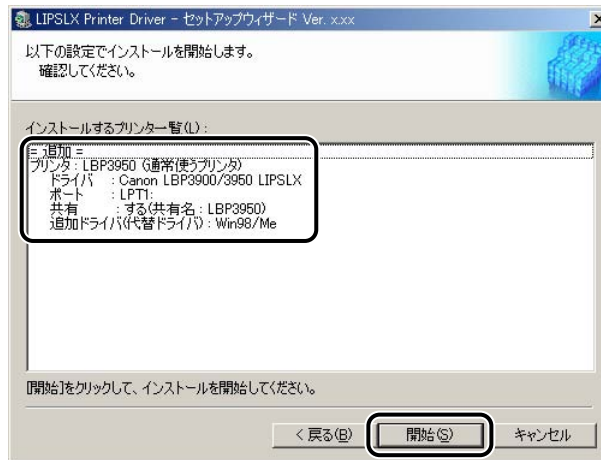 LIPSLX Printer Driver - セットアップウィザード Ver. x.xx
以下の設定でインストールを開始します。
確認してください。
インストールするプリンター覧(L) :
= 追加 =
プリンタ : LBP3950 (通常使うプリンタ)
ドライバ : Canon LBP3900/3950 LIPSLX
ポート : LPT1:
共有 : する(共有名 : LBP3950)
追加ドライバ(代替ドライバ) : Win98/Me
[開始]をクリックして、インストールを開始してください。
< 戻る(B)
開始(S)
キャンセル